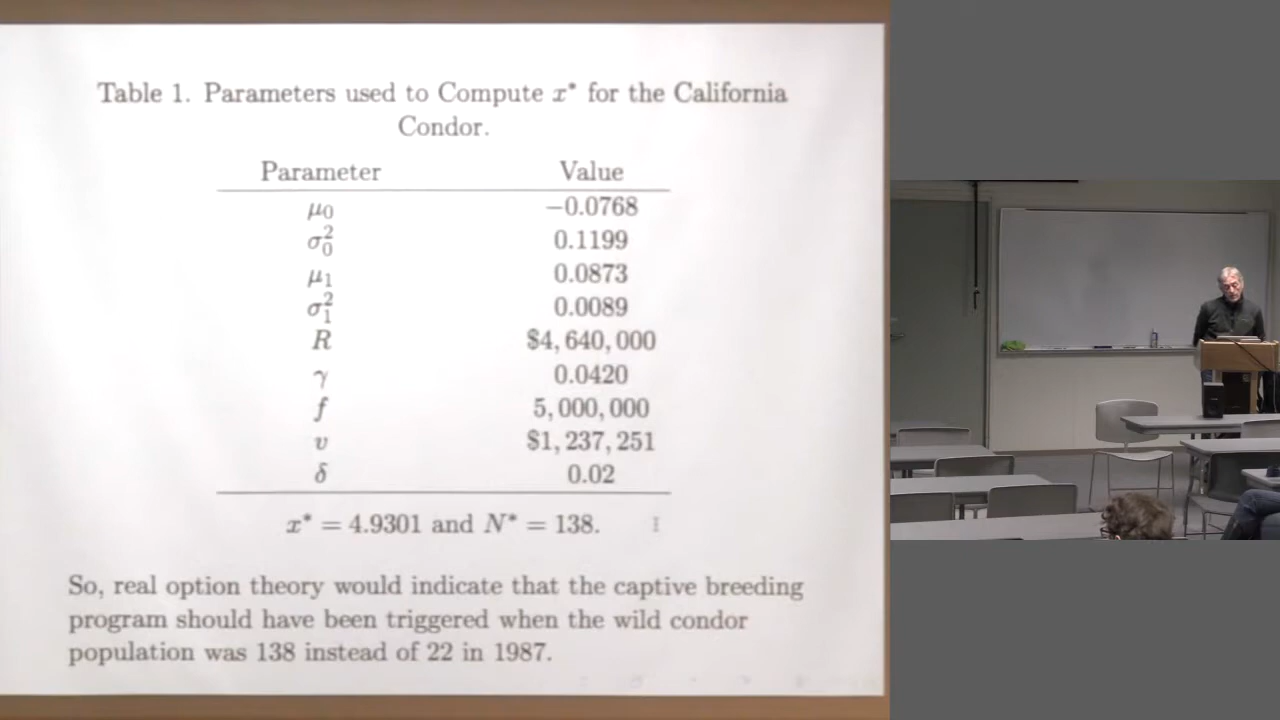 Table 1. Parameters used to Compute x* for the California
Condor.
Parameter Value
μ₀ −0.0768
σ₀² 0.1199
μ₁ 0.0873
σ₁² 0.0089
R $4,640,000
γ 0.0420
f 5,000,000
v $1,237,251
δ 0.02
x* = 4.9301 and N* = 138.
So, real option theory would indicate that the captive breeding
program should have been triggered when the wild condor
population was 138 instead of 22 in 1987.